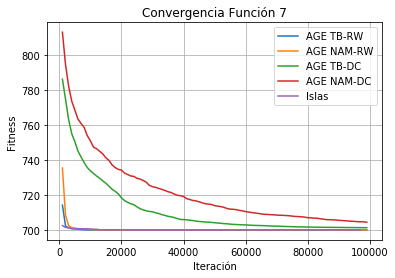 Convergencia Función 7
AGE TB-RW
AGE NAM-RW
AGE TB-DC
AGE NAM-DC
Islas
Fitness
800
780
760
740
720
700
0
20000
40000
60000
80000
100000
Iteración